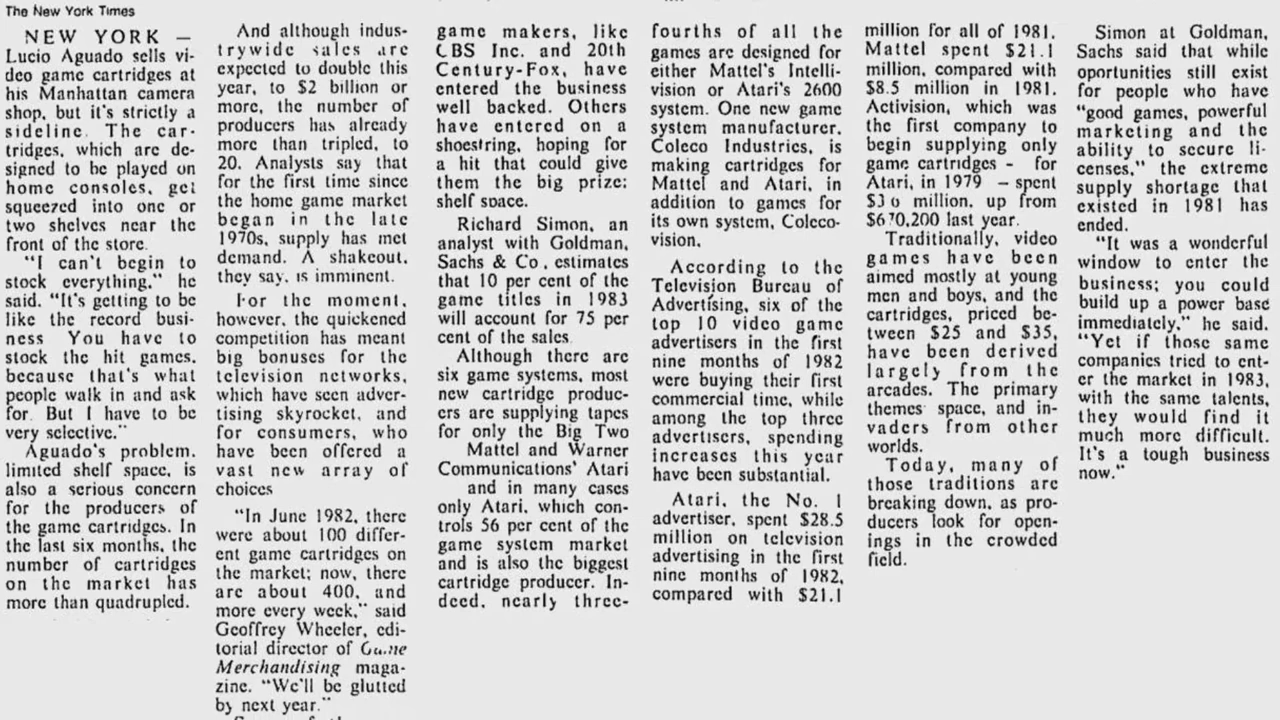 The New York Times
NEW YORK —
Lucio Aguado sells vi-
deo game cartridges at
his Manhattan camera
shop, but it's strictly a
sideline. The car-
tridges, which are de-
signed to be played on
home consoles, get
squeezed into one or
two shelves near the
front of the store.
"I can't begin to
stock everything," he
said. "It's getting to be
like the record busi-
ness You have to
stock the hit games,
because that's what
people walk in and ask
for. But I have to be
very selective."
Aguado's problem,
limited shelf space, is
also a serious concern
for the producers of
the game cartridges. In
the last six months, the
number of cartridges
on the market has
more than quadrupled.
And although indus-
trywide sales are
expected to double this
year, to $2 billion or
more, the number of
producers has already
more than tripled, to
20. Analysts say that
for the first time since
the home game market
began in the late
1970s, supply has met
demand. A shakeout,
they say, is imminent.
For the moment,
however, the quickened
competition has meant
big bonuses for the
television networks,
which have seen adver-
tising skyrocket, and
for consumers, who
have been offered a
vast new array of
choices
"In June 1982, there
were about 100 differ-
ent game cartridges on
the market; now, there
are about 400, and
more every week," said
Geoffrey Wheeler, edi-
torial director of Game
Merchandising maga-
zine. "We'll be glutted
by next year."
game makers, like
CBS Inc. and 20th
Century-Fox, have
entered the business
well backed. Others
have entered on a
shoestring, hoping for
a hit that could give
them the big prize:
shelf space.
Richard Simon, an
analyst with Goldman,
Sachs & Co., estimates
that 10 per cent of the
game titles in 1983
will account for 75 per
cent of the sales.
Although there are
six game systems, most
new cartridge produc-
ers are supplying tapes
for only the Big Two
Mattel and Warner
Communications' Atari
and in many cases
only Atari, which con-
trols 56 per cent of the
game system market
and is also the biggest
cartridge producer. In-
deed, nearly three-
fourths of all the
games are designed for
either Mattel's Intelli-
vision or Atari's 2600
system. One new game
system manufacturer,
Coleco Industries, is
making cartridges for
Mattel and Atari, in
addition to games for
its own system, Coleco-
vision.
According to the
Television Bureau of
Advertising, six of the
top 10 video game
advertisers in the first
nine months of 1982
were buying their first
commercial time, while
among the top three
advertisers, spending
increases this year
have been substantial.
Atari, the No. 1
advertiser, spent $28.5
million on television
advertising in the first
nine months of 1982,
compared with $21.1
million for all of 1981.
Mattel spent $21.1
million, compared with
$8.5 million in 1981.
Activision, which was
the first company to
begin supplying only
game cartridges - for
Atari, in 1979 — spent
million, up from
$670,200 last year.
Traditionally, video
games have been
aimed mostly at young
men and boys, and the
cartridges, priced be-
tween $25 and $35,
have been derived
largely from the
arcades. The primary
themes space, and in-
vaders from other
worlds.
Today, many of
those traditions are
breaking down, as pro-
ducers look for open-
ings in the crowded
field.
Simon at Goldman,
Sachs said that while
oportunities still exist
for people who have
"good games, powerful
marketing and the
ability to secure li-
censes," the extreme
supply shortage that
existed in 1981 has
ended.
"It was a wonderful
window to enter the
business; you could
build up a power base
immediately," he said.
"Yet if those same
companies tried to ent-
er the market in 1983,
with the same talents,
they would find it
much more difficult.
It's a tough business
now."